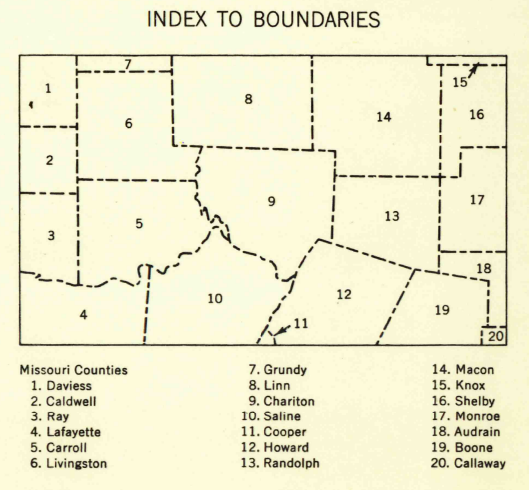 INDEX TO BOUNDARIES
7
1
15
8
6
14
16
2
9
17
5
13
3
18
12
10
4
11
19
20
Missouri Counties
1. Daviess
2. Caldwell
3. Ray
4. Lafayette
5. Carroll
6. Livingston
7. Grundy
8. Linn
9. Chariton
10. Saline
11. Cooper
12. Howard
13. Randolph
14. Macon
15. Knox
16. Shelby
17. Monroe
18. Audrain
19. Boone
20. Callaway